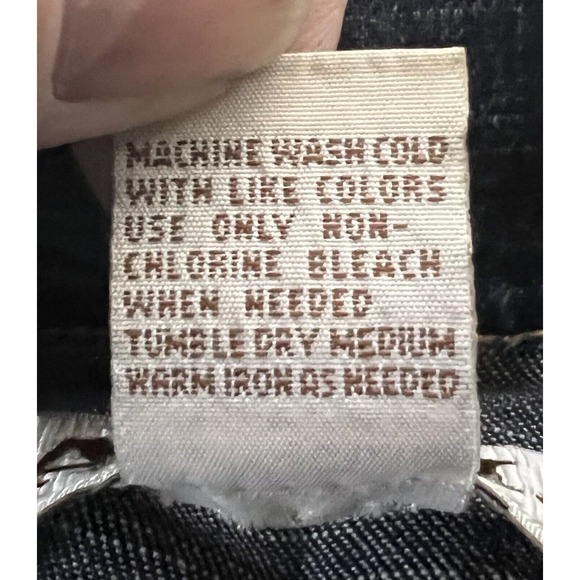 MACHINE WASH COLD
WITH LIKE COLORS
USE ONLY NON-
CHLORINE BLEACH
WHEN NEEDED
TUMBLE DRY MEDIUM
WARM IRON AS NEEDED